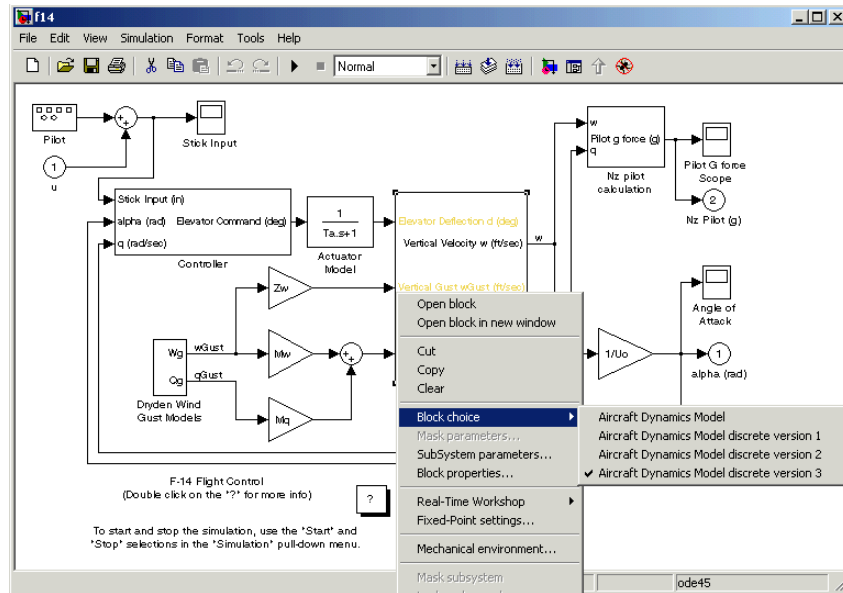 f14
File Edit View Simulation Format Tools Help
Normal
Pilot
1
u
Stick Input
Stick Input (in)
alpha (rad) Elevator Command (deg)
q (rad/sec)
Controller
1
Ta.s+1
Actuator
Model
Elevator Deflection d (deg)
Vertical Velocity w (ft/sec)
Vertical Gust wGust (ft/sec)
w
w
Pilot g force (g)
q
Nz pilot
calculation
Pilot G force
Scope
2
Nz Pilot (g)
Angle of
Attack
1/Uo
1
alpha (rad)
Zw
Mw
Mq
Wg
Qg
wGust
qGust
Dryden Wind
Gust Models
F-14 Flight Control
(Double click on the "?" for more info)
?
To start and stop the simulation, use the "Start" and
"Stop" selections in the "Simulation" pull-down menu.
Open block
Open block in new window
Cut
Copy
Clear
Block choice
Mask parameters...
SubSystem parameters...
Block properties...
Real-Time Workshop
Fixed-Point settings...
Mechanical environment...
Mask subsystem
Aircraft Dynamics Model
Aircraft Dynamics Model discrete version 1
Aircraft Dynamics Model discrete version 2
Aircraft Dynamics Model discrete version 3
ode45